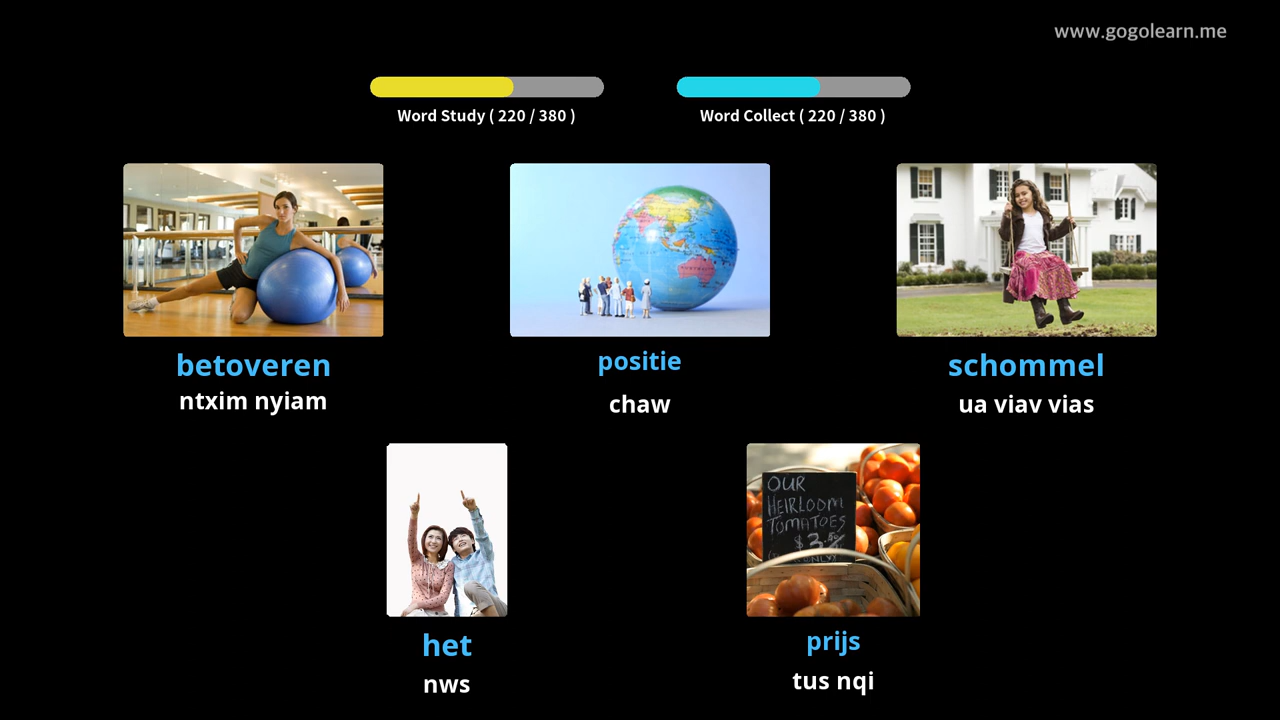 www.gogolearn.me
Word Study ( 220 / 380 )
Word Collect ( 220 / 380 )
betoveren
ntxim nyiam
positie
chaw
schommel
ua viav vias
het
nws
OUR
HEIRLOOM
TOMATOES
prijs
tus nqi